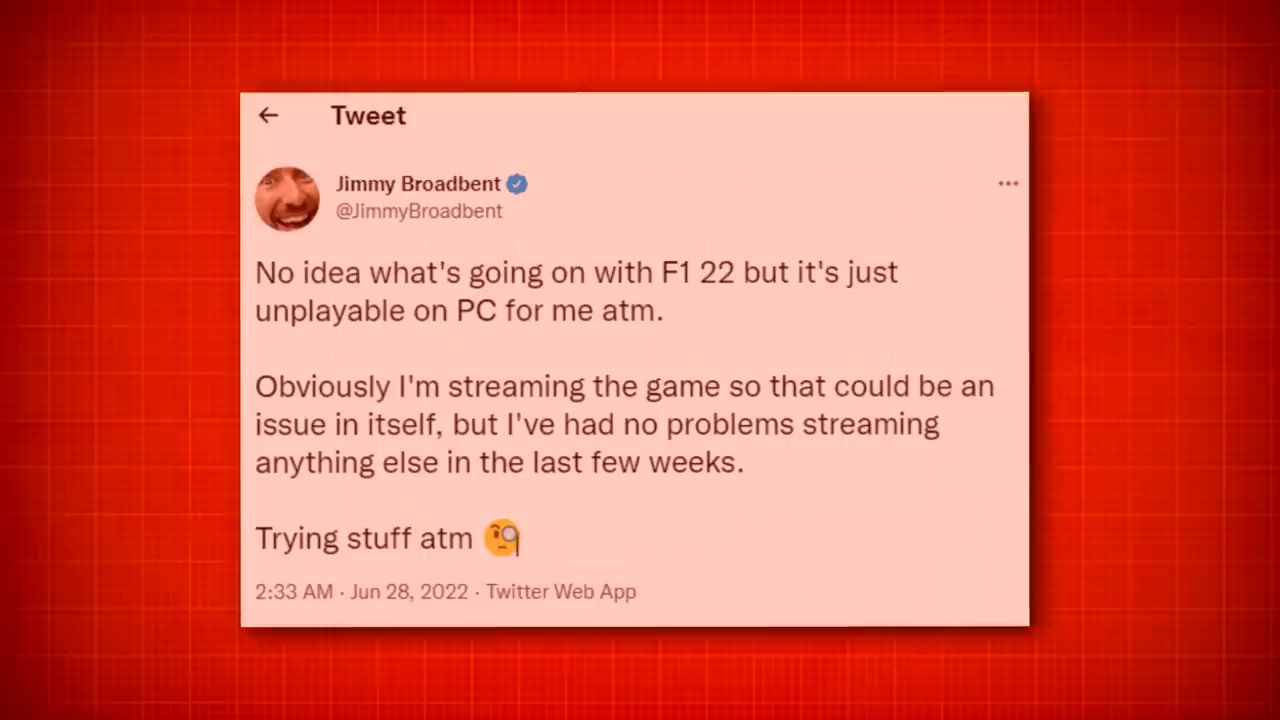 Tweet
Jimmy Broadbent
@JimmyBroadbent
No idea what's going on with F1 22 but it's just
unplayable on PC for me atm.
Obviously I'm streaming the game so that could be an
issue in itself, but I've had no problems streaming
anything else in the last few weeks.
Trying stuff atm 🧐
2:33 AM · Jun 28, 2022 · Twitter Web App